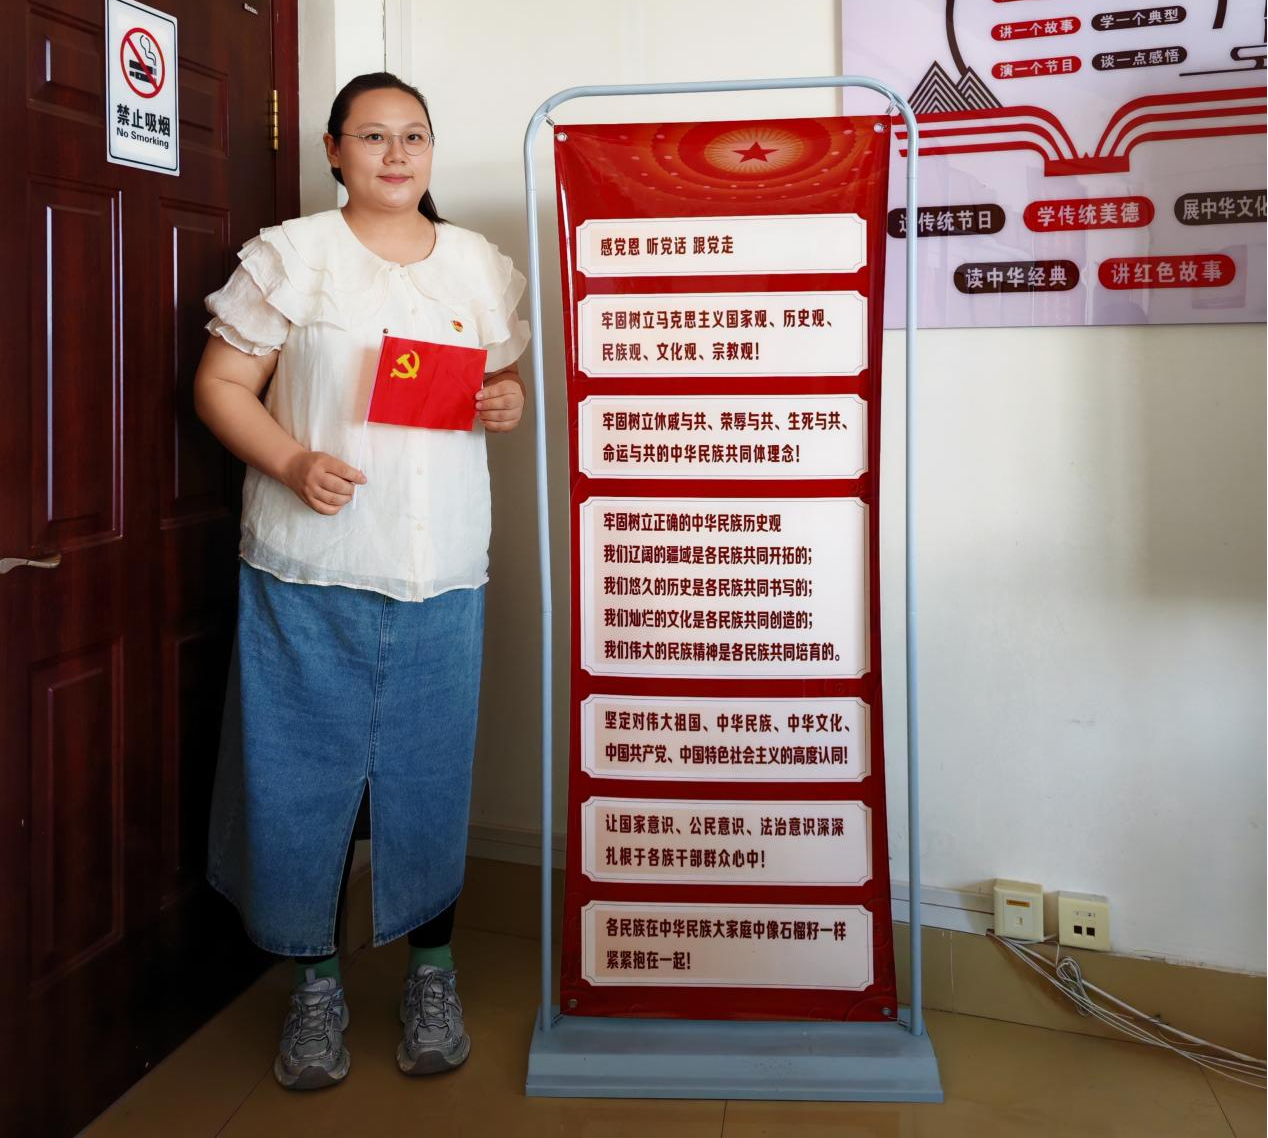 禁止吸烟
No Smorking
讲一个故事
学一个典型
演一个节目
谈一点感悟
传统节日
学传统美德
展中华文化
读中华经典
讲红色故事
感党恩 听党话 跟党走
牢固树立马克思主义国家观、历史观、
民族观、文化观、宗教观！
牢固树立休戚与共、荣辱与共、生死与共、
命运与共的中华民族共同体理念！
牢固树立正确的中华民族历史观
我们辽阔的疆域是各民族共同开拓的；
我们悠久的历史是各民族共同书写的；
我们灿烂的文化是各民族共同创造的；
我们伟大的民族精神是各民族共同培育的。
坚定对伟大祖国、中华民族、中华文化、
中国共产党、中国特色社会主义的高度认同！
让国家意识、公民意识、法治意识深深
扎根于各族干部群众心中！
各民族在中华民族大家庭中像石榴籽一样
紧紧抱在一起！